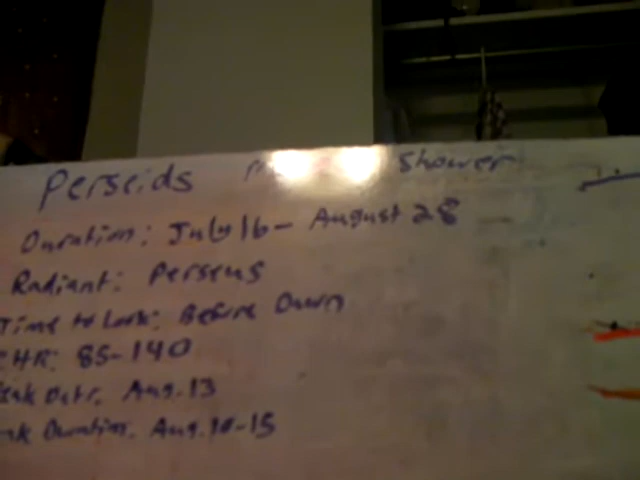 Perseids Shower
Duration: July 16 - August 28
Radiant: Perseus
Time to Look: Before Dawn
HR: 85-140
Aug. 13
Duration. Aug. 10-15